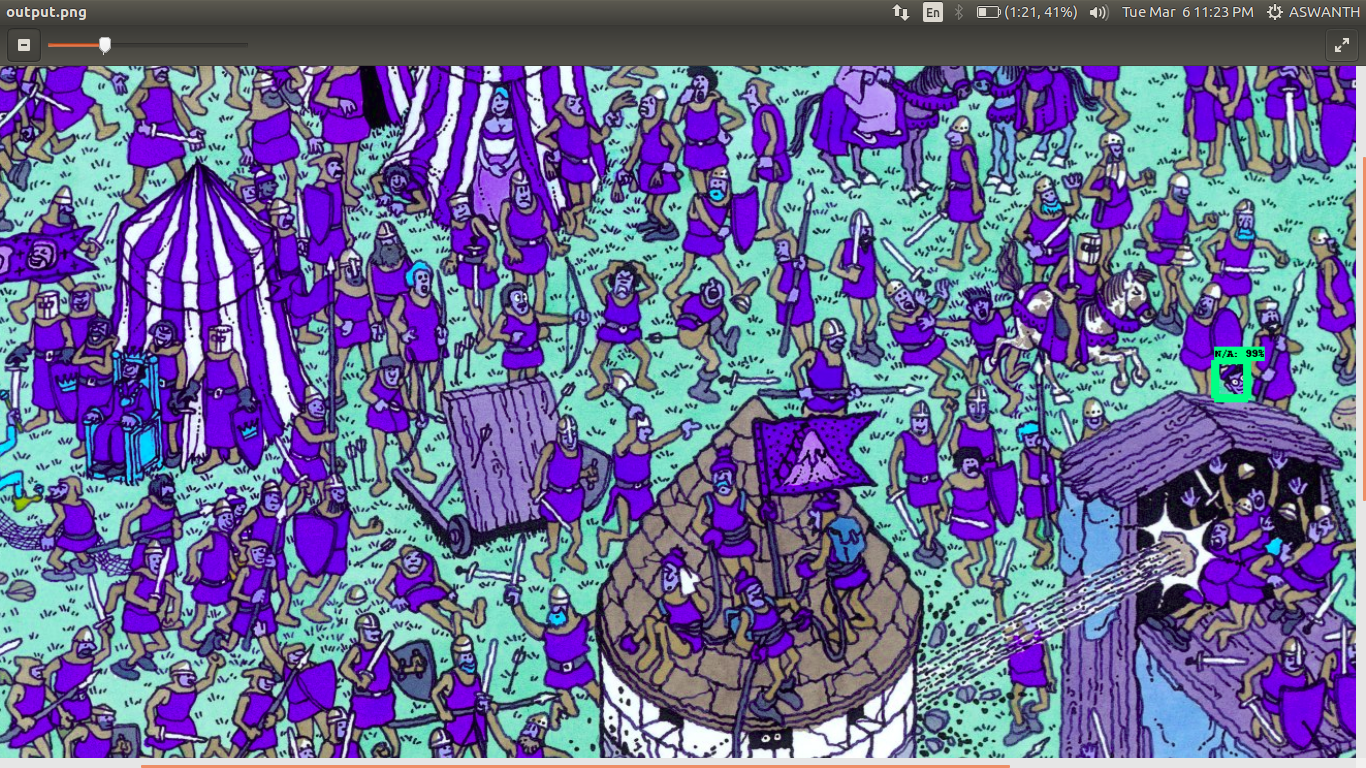 output.png
En (1:21, 41%) Tue Mar 6 11:23 PM ASWANTH
N/A: 99%